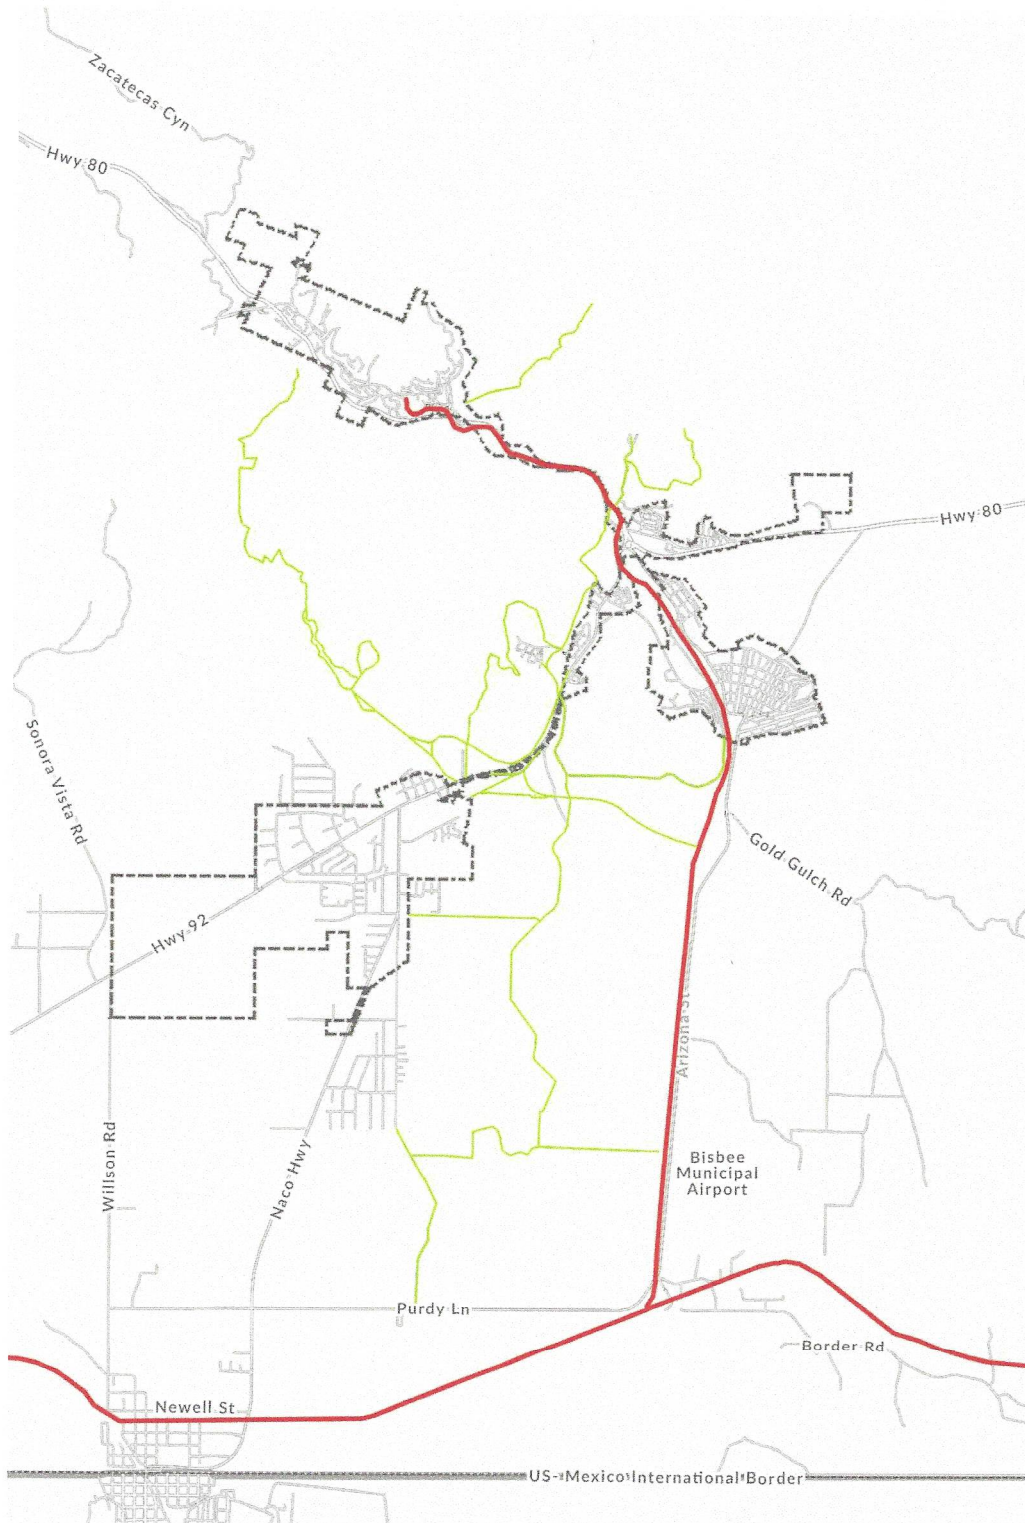 Zacatecas Cyn
Hwy 80
Hwy 80
Sonora Vista Rd
Gold Gulch Rd
Hwy 92
Arizona St
Willson Rd
Naco Hwy
Bisbee
Municipal
Airport
Purdy Ln
Border Rd
Newell St
US-Mexico International Border